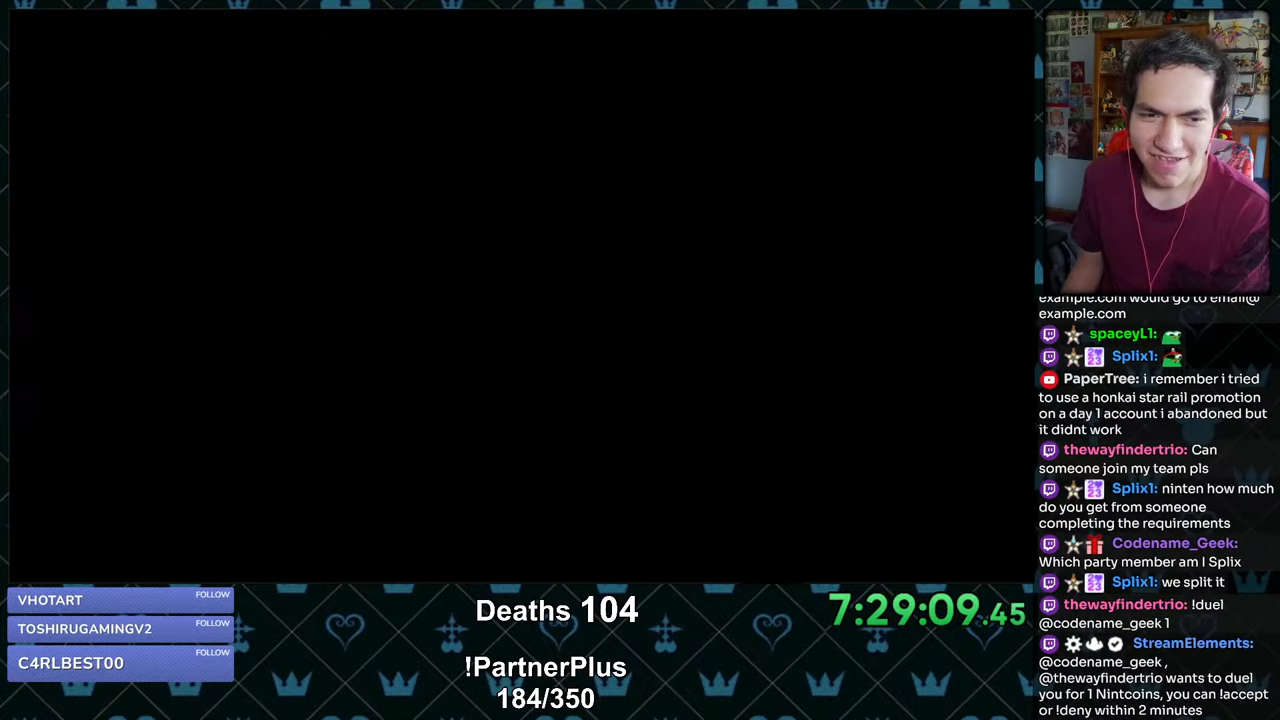 example.com would go to email@
example.com
spaceyL1:
Splix1:
PaperTree: i remember i tried
to use a honkai star rail promotion
on a day 1 account i abandoned but
it didnt work
thewayfindertrio: Can
someone join my team pls
Splix1: ninten how much
do you get from someone
completing the requirements
Codename_Geek:
Which party member am I Splix
Splix1: we split it
thewayfindertrio: !duel
@codename_geek 1
StreamElements:
@codename_geek ,
@thewayfindertrio wants to duel
you for 1 Nintcoins, you can !accept
or !deny within 2 minutes
VHOTART FOLLOW
TOSHIRUGAMINGV2 FOLLOW
C4RLBEST00 FOLLOW
Deaths 104
!PartnerPlus
184/350
7:29:09.45